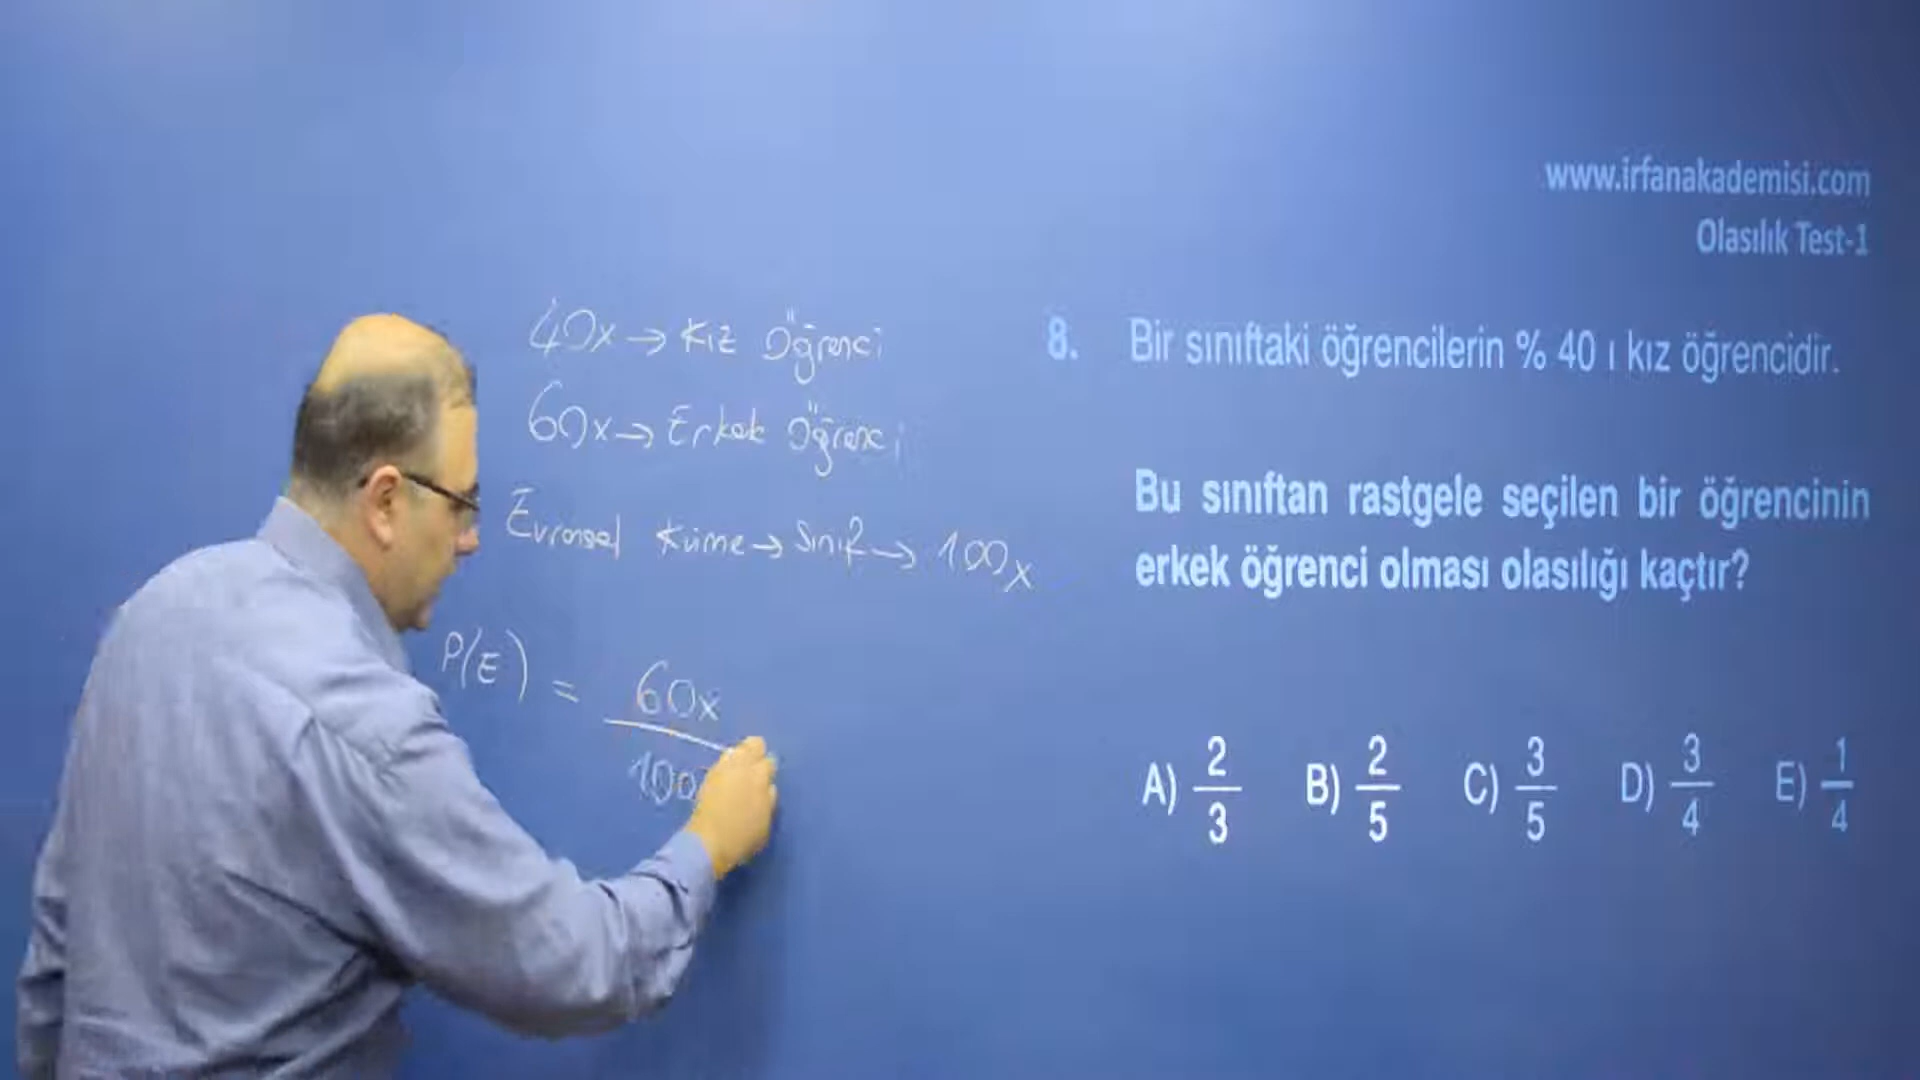 www.irfanakademisi.com
Olasılık Test-1
40x → Kız Öğrenci
60x → Erkek Öğrenci
Evrensel Küme → Sınıf → 100x
P(E) = 60x
100
8. Bir sınıftaki öğrencilerin % 40 ı kız öğrencidir.
Bu sınıftan rastgele seçilen bir öğrencinin
erkek öğrenci olması olasılığı kaçtır?
A) 2/3 B) 2/5 C) 3/5 D) 3/4 E) 1/4